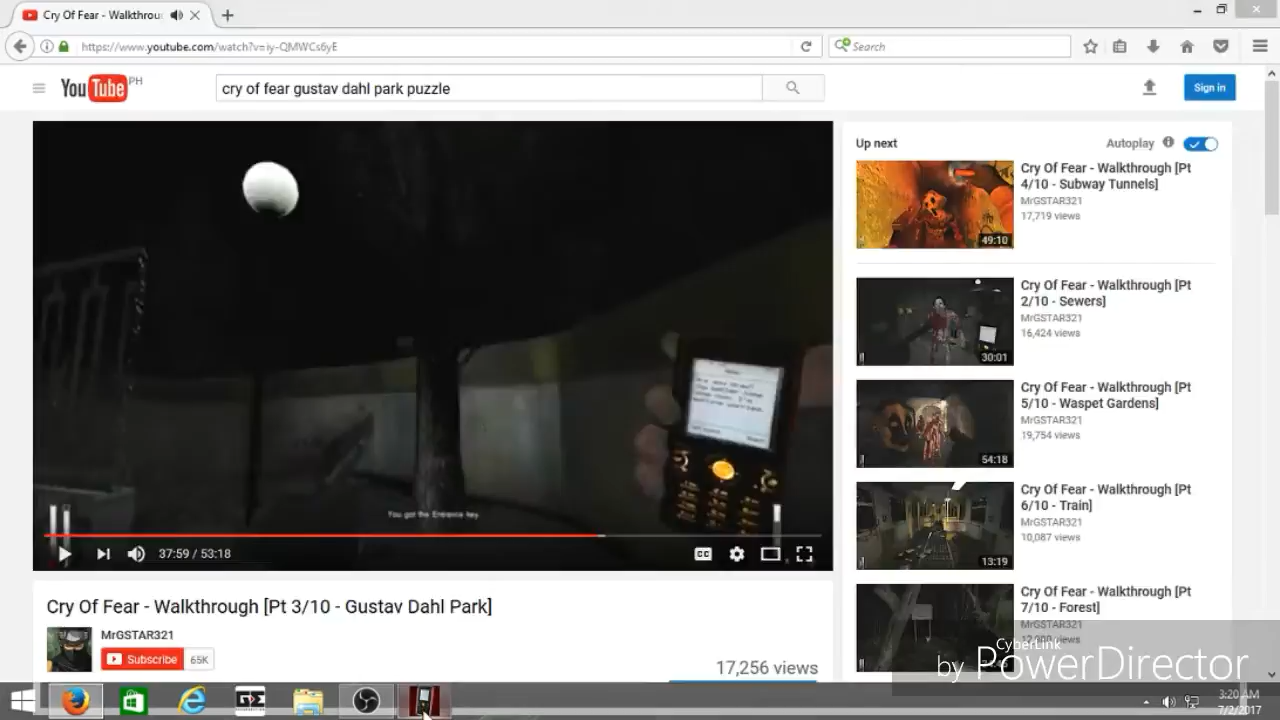 Cry Of Fear - Walkthrou
https://www.youtube.com/watch?v=iy-QMWCs6yE
Search
YouTube PH
cry of fear gustav dahl park puzzle
Sign in
You got the Entrance key.
37:59 / 53:18
CC
Cry Of Fear - Walkthrough [Pt 3/10 - Gustav Dahl Park]
MrGSTAR321
Subscribe 65K
17,256 views
Up next
Autoplay
Cry Of Fear - Walkthrough [Pt
4/10 - Subway Tunnels]
MrGSTAR321
17,719 views
49:10
Cry Of Fear - Walkthrough [Pt
2/10 - Sewers]
MrGSTAR321
16,424 views
30:01
Cry Of Fear - Walkthrough [Pt
5/10 - Waspet Gardens]
MrGSTAR321
19,754 views
54:18
Cry Of Fear - Walkthrough [Pt
6/10 - Train]
MrGSTAR321
10,087 views
13:19
Cry Of Fear - Walkthrough [Pt
7/10 - Forest]
MrGSTAR321
views
CyberLink
by PowerDirector
3:20 AM
7/2/2017